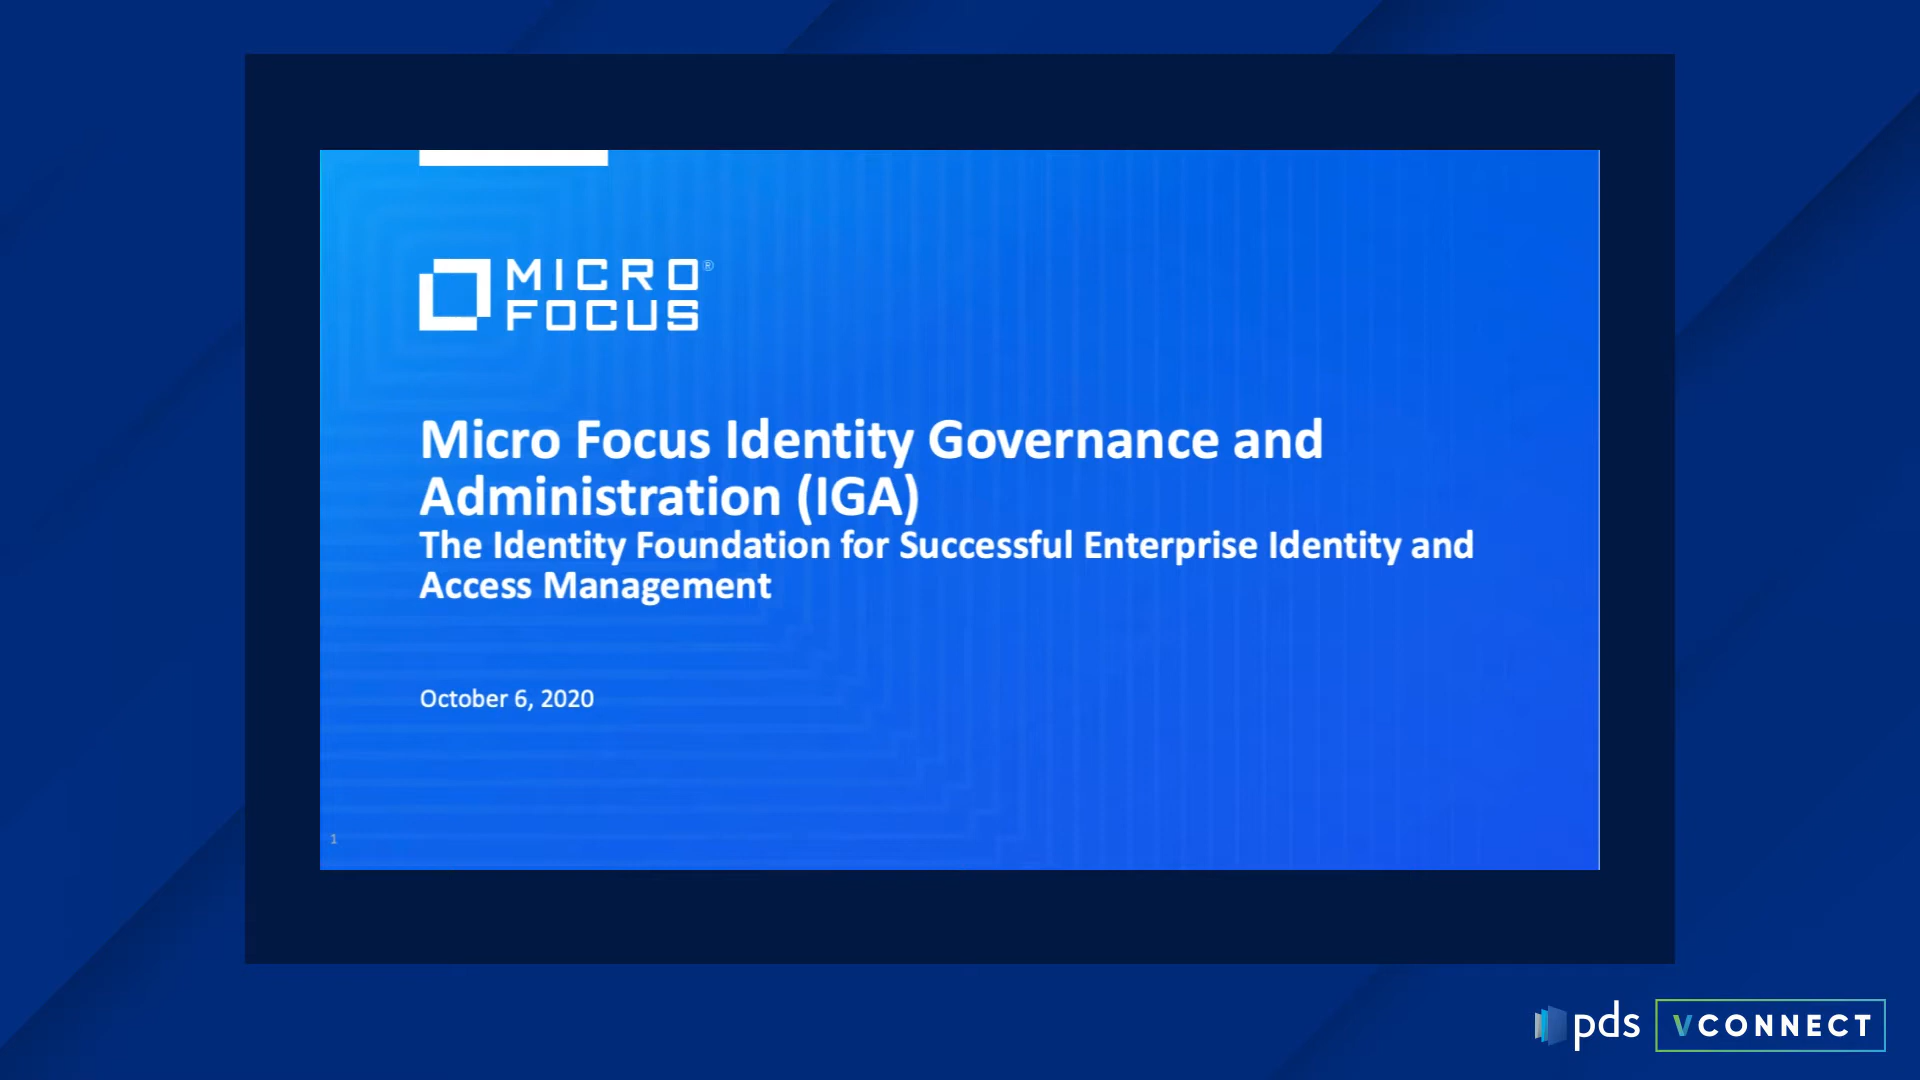 MICRO®
FOCUS
Micro Focus Identity Governance and
Administration (IGA)
The Identity Foundation for Successful Enterprise Identity and
Access Management
October 6, 2020
1
pds VCONNECT